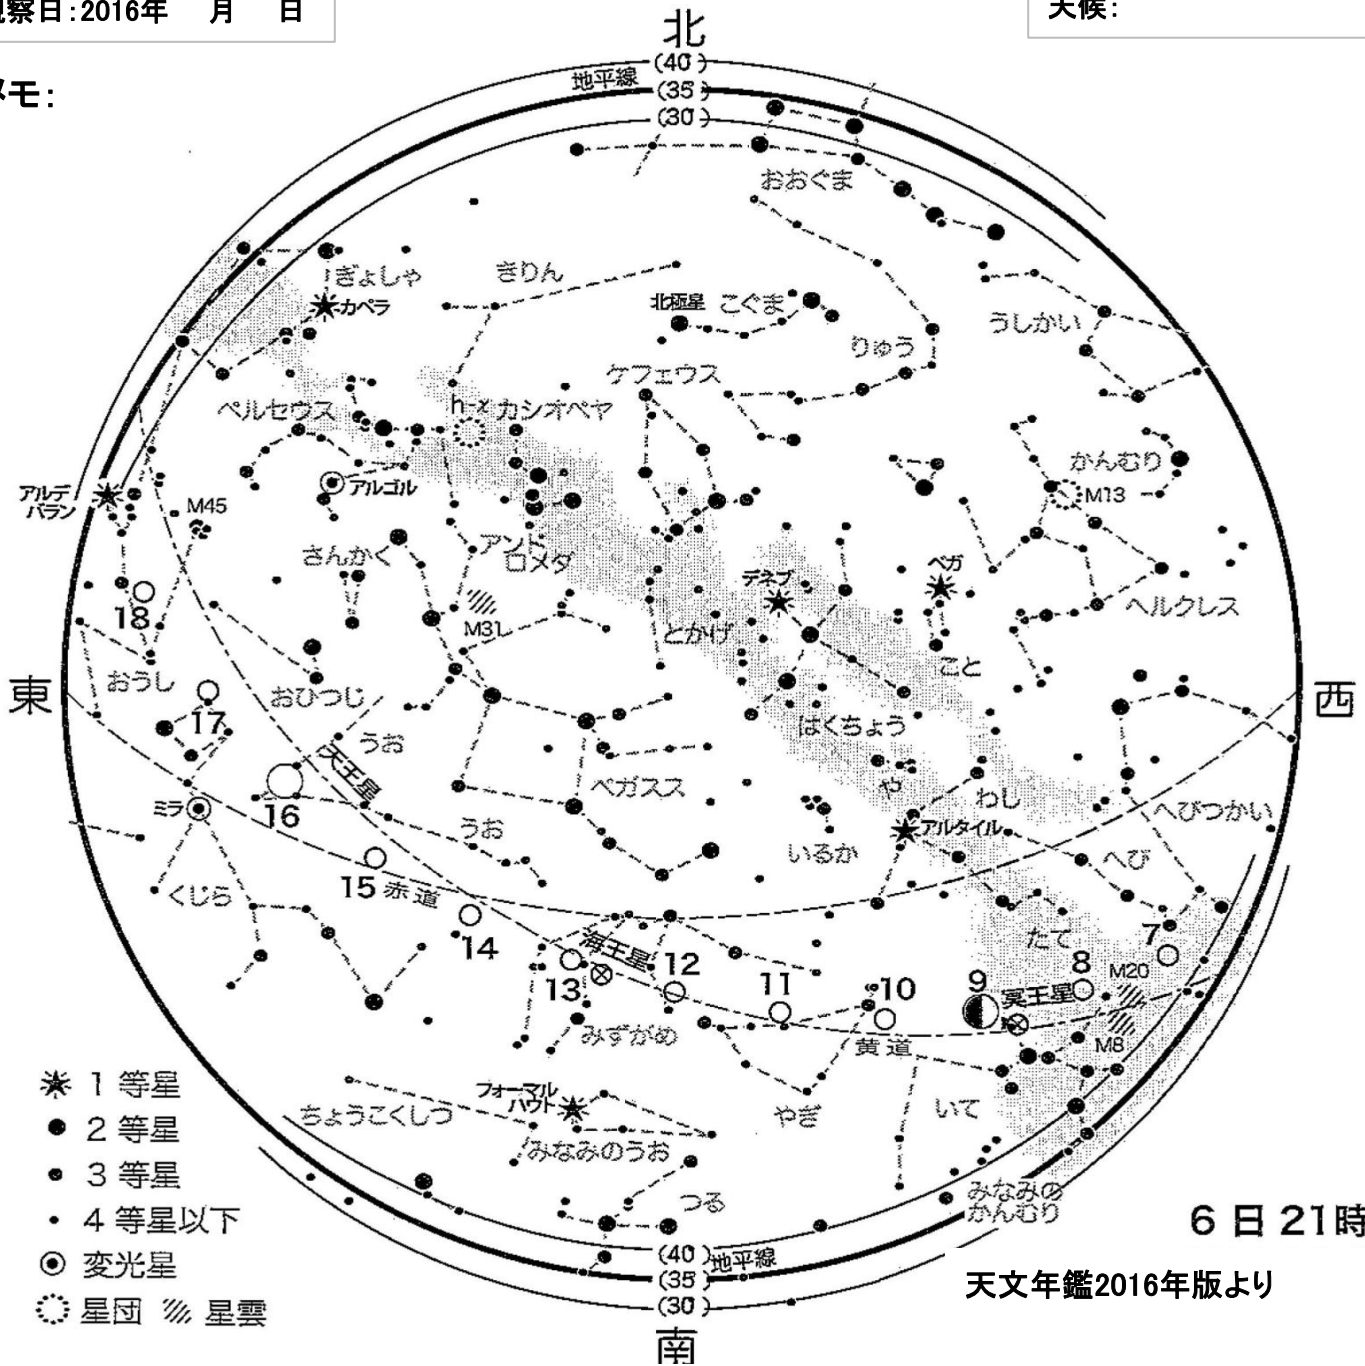 観察日:2016年　月　日
天候:
メモ:
北
(40)
地平線
(35)
(30)
おおぐま
ぎょしゃ
カペラ
きりん
北極星
こぐま
りゅう
うしかい
ケフェウス
ペルセウス
h-χ
カシオペヤ
かんむり
M13
アルデ
バラン
M45
アルゴル
さんかく
アンド
ロメダ
デネブ
ベガ
ヘルクレス
18
M31
とかげ
こと
おうし
おひつじ
東
西
17
うお
天王星
はくちょう
ペガスス
や
わし
ミラ
16
うお
いるか
アルタイル
へびつかい
へび
15
赤道
くじら
14
たて
7
海王星
13
12
11
10
9
冥王星
8
M20
M8
みずがめ
黄道
いて
フォーマル
ハウト
やぎ
ちょうこくしつ
みなみのうお
つる
みなみの
かんむり
★ 1等星
● 2等星
● 3等星
・ 4等星以下
◉ 変光星
星団 星雲
6日21時
(40)
地平線
(35)
(30)
南
天文年鑑2016年版より